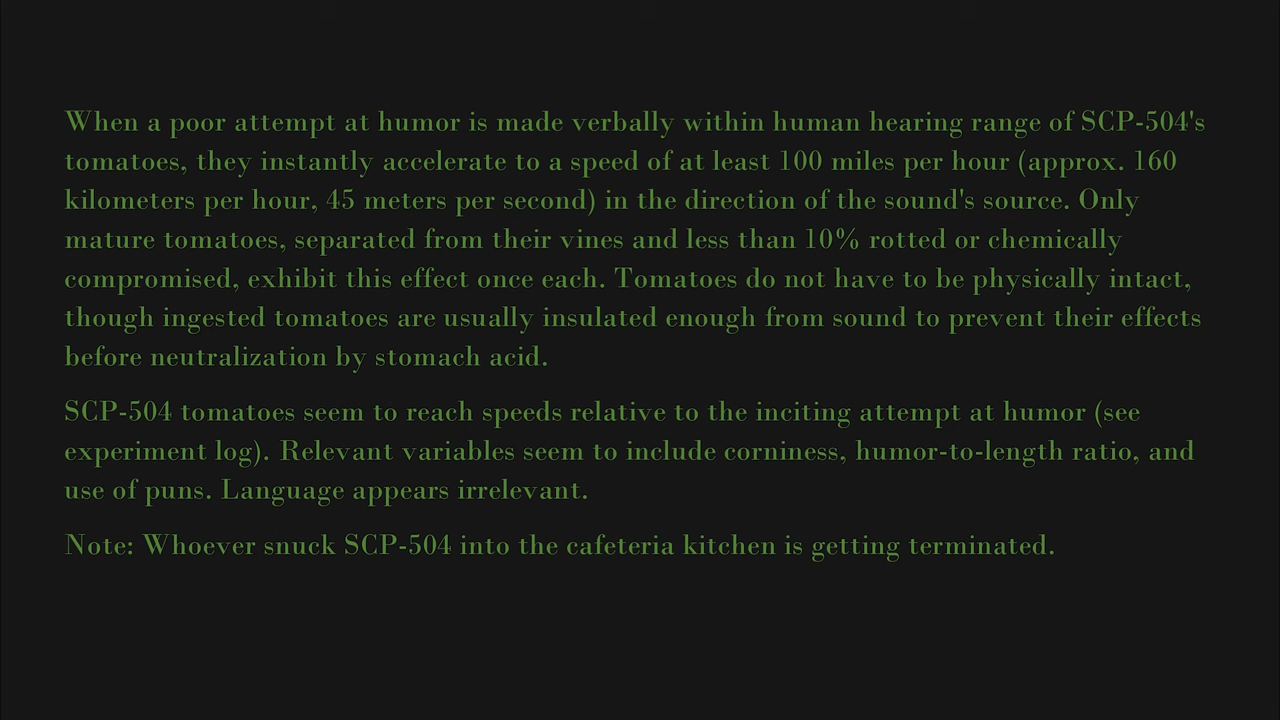 When a poor attempt at humor is made verbally within human hearing range of SCP-504's
tomatoes, they instantly accelerate to a speed of at least 100 miles per hour (approx. 160
kilometers per hour, 45 meters per second) in the direction of the sound's source. Only
mature tomatoes, separated from their vines and less than 10% rotted or chemically
compromised, exhibit this effect once each. Tomatoes do not have to be physically intact,
though ingested tomatoes are usually insulated enough from sound to prevent their effects
before neutralization by stomach acid.
SCP-504 tomatoes seem to reach speeds relative to the inciting attempt at humor (see
experiment log). Relevant variables seem to include corniness, humor-to-length ratio, and
use of puns. Language appears irrelevant.
Note: Whoever snuck SCP-504 into the cafeteria kitchen is getting terminated.